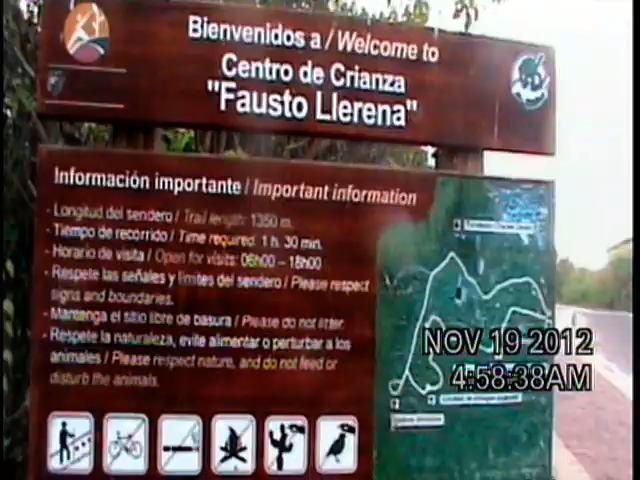 Bienvenidos a / Welcome to
Centro de Crianza
"Fausto Llerena"
Información importante / Important information
- Longitud del sendero / Trail length: 1350 m.
- Tiempo de recorrido / Time required: 1 h. 30 min.
- Horario de visita / Open for visits: 06h00 - 18h00
- Respete las señales y límites del sendero / Please respect
signs and boundaries.
- Mantenga el sitio libre de basura / Please do not litter.
- Respete la naturaleza, evite alimentar o perturbar a los
animales / Please respect nature, and do not feed or
disturb the animals.
NOV 19 2012
4:58:38AM